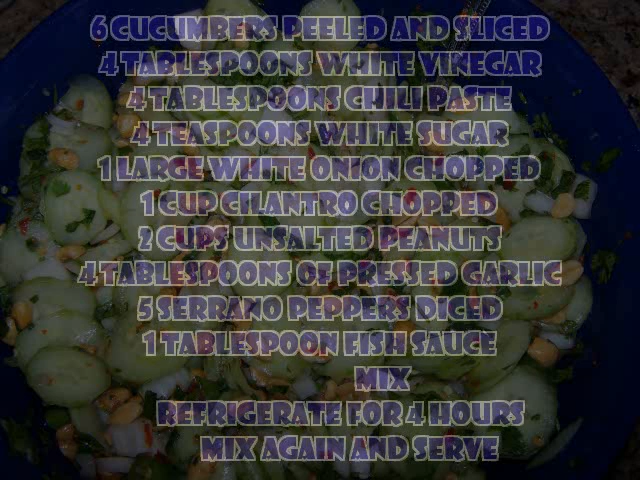 6 CUCUMBERS PEELED AND SLICED
4 TABLESPOONS WHITE VINEGAR
4 TABLESPOONS CHILI PASTE
4 TEASPOONS WHITE SUGAR
1 LARGE WHITE ONION CHOPPED
1 CUP CILANTRO CHOPPED
2 CUPS UNSALTED PEANUTS
4 TABLESPOONS OF PRESSED GARLIC
5 SERRANO PEPPERS DICED
1 TABLESPOON FISH SAUCE
MIX
REFRIGERATE FOR 4 HOURS
MIX AGAIN AND SERVE